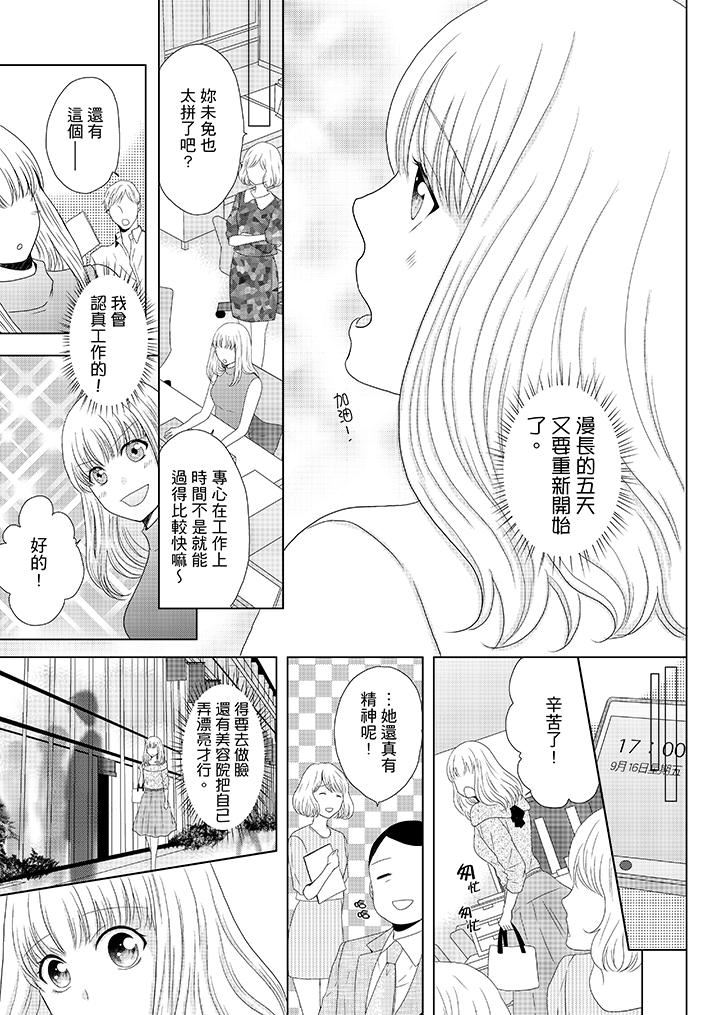 漫長的五天
又要重新開始
了。
加油！
妳未免也
太拼了吧？
專心在工作上
時間不是就能
過得比較快嘛～
還有
這個——
我曾
認真工作的！
好的！
17：00
9月16日星期五
辛苦了！
匆忙
匆忙
…她還真有
精神呢！
得要去做臉
還有美容院把自己
弄漂亮才行。